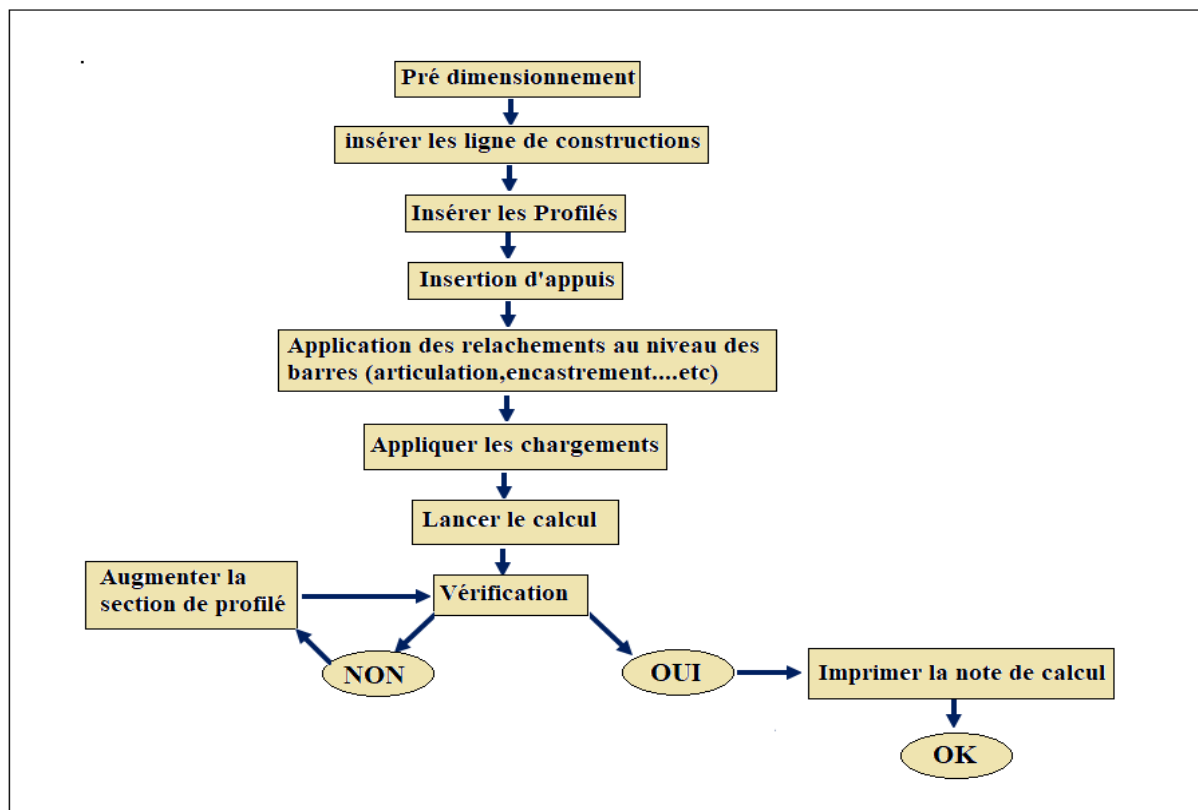 Pré dimensionnement
insérer les ligne de constructions
Insérer les Profilés
Insertion d'appuis
Application des relachements au niveau des
barres (articulation,encastrement....etc)
Appliquer les chargements
Lancer le calcul
Augmenter la
section de profilé
Vérification
NON
OUI
Imprimer la note de calcul
OK